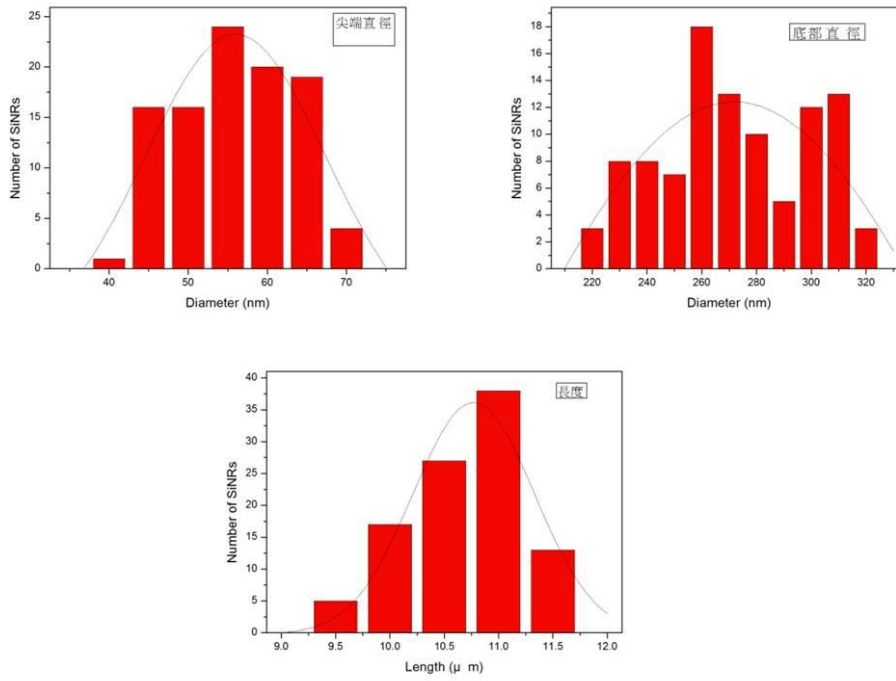 尖端直徑
25
20
15
10
5
0
Number of SiNRs
40 50 60 70
Diameter (nm)
底部直徑
18
16
14
12
10
8
6
4
2
0
Number of SiNRs
220 240 260 280 300 320
Diameter (nm)
長度
40
35
30
25
20
15
10
5
0
Number of SiNRs
9.0 9.5 10.0 10.5 11.0 11.5 12.0
Length (μ m)